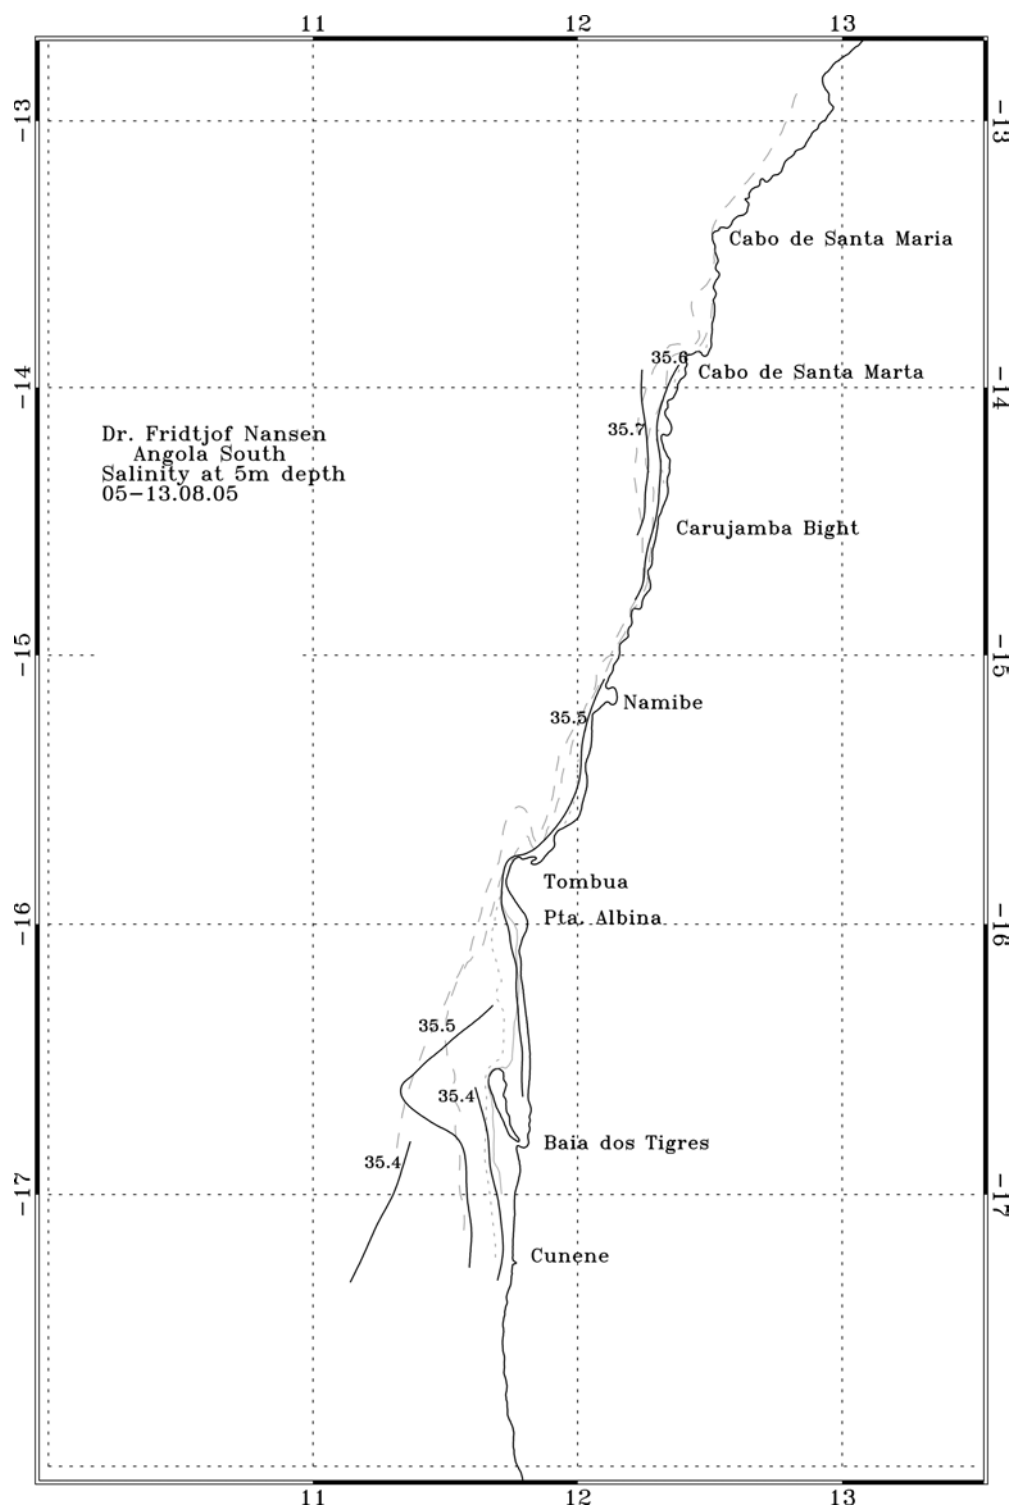 11 12 13
-13 -13
Cabo de Santa Maria
35.6
Cabo de Santa Marta
-14 -14
35.7
Dr. Fridtjof Nansen
Angola South
Salinity at 5m depth
05-13.08.05
Carujamba Bight
-15 -15
Namibe
35.5
Tombua
Pta. Albina
-16 -16
35.5
35.4
Baia dos Tigres
35.4
-17 -17
Cunene
11 12 13